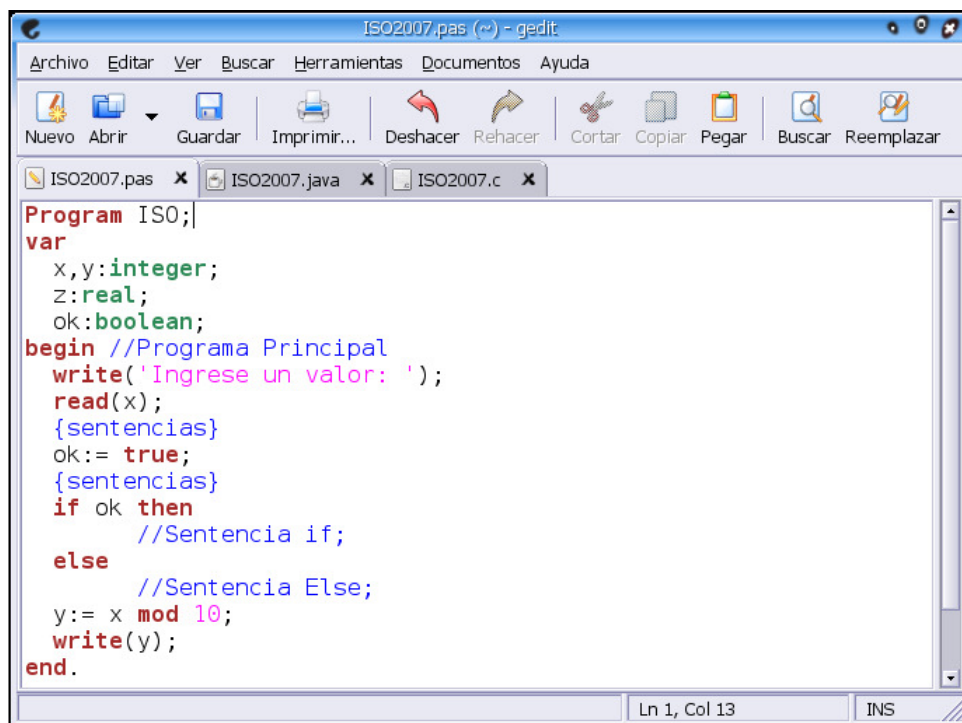 ISO2007.pas (~) - gedit
Archivo Editar Ver Buscar Herramientas Documentos Ayuda
Nuevo Abrir Guardar Imprimir... Deshacer Rehacer Cortar Copiar Pegar Buscar Reemplazar
ISO2007.pas ISO2007.java ISO2007.c
Program ISO;
var
  x,y:integer;
  z:real;
  ok:boolean;
begin //Programa Principal
  write('Ingrese un valor: ');
  read(x);
  {sentencias}
  ok:= true;
  {sentencias}
  if ok then
        //Sentencia if;
  else
        //Sentencia Else;
  y:= x mod 10;
  write(y);
end.
Ln 1, Col 13 INS